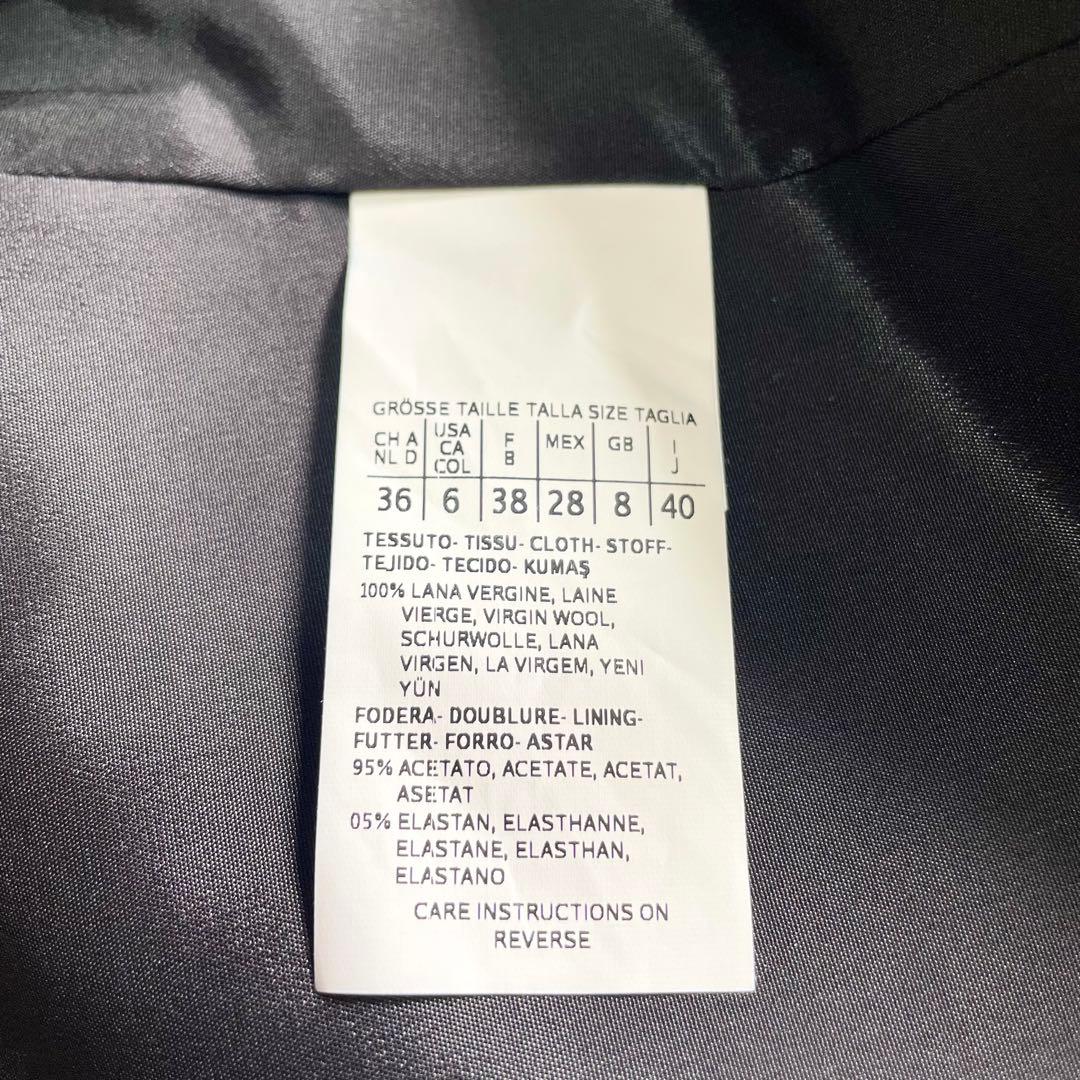 GRÖSSE TAILLE TALLA SIZE TAGLIA
CH A NL D | USA CA COL | F B | MEX | GB | I J
36 | 6 | 38 | 28 | 8 | 40
TESSUTO- TISSU- CLOTH- STOFF-
TEJIDO- TECIDO- KUMAŞ
100% LANA VERGINE, LAINE
VIERGE, VIRGIN WOOL,
SCHURWOLLE, LANA
VIRGEN, LA VIRGEM, YENI
YÜN
FODERA- DOUBLURE- LINING-
FUTTER- FORRO- ASTAR
95% ACETATO, ACETATE, ACETAT,
ASETAT
05% ELASTAN, ELASTHANNE,
ELASTANE, ELASTHAN,
ELASTANO
CARE INSTRUCTIONS ON
REVERSE